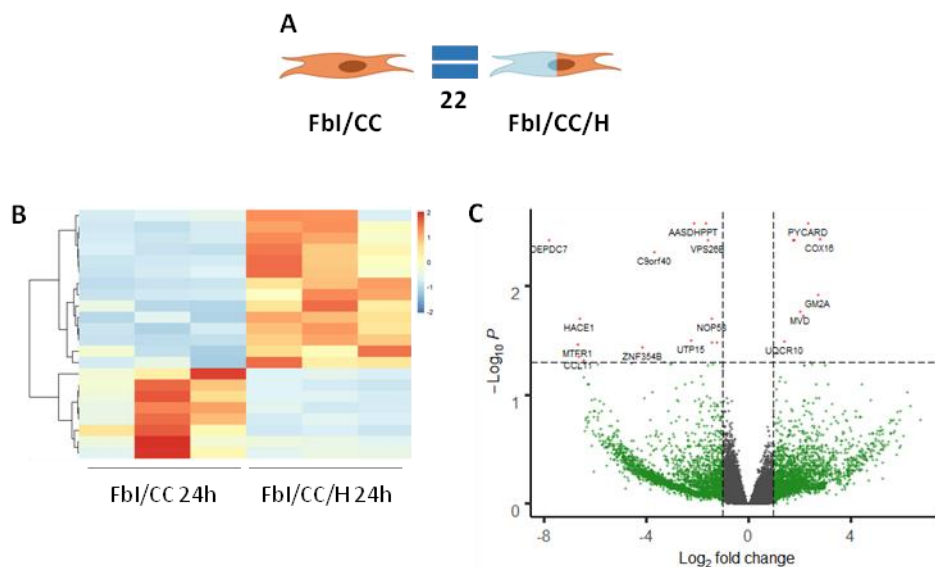 A
22
FbI/CC
FbI/CC/H
B
2
1
0
-1
-2
FbI/CC 24h
FbI/CC/H 24h
C
AASDHPPT
PYCARD
DEPDC7
VPS26B
COX16
C9orf40
GM2A
HACE1
NOP56
MVD
MTFR1
ZNF354B
UTP15
UQCR10
CCL11
2
1
0
-8
-4
0
4
-Log10 P
Log2 fold change